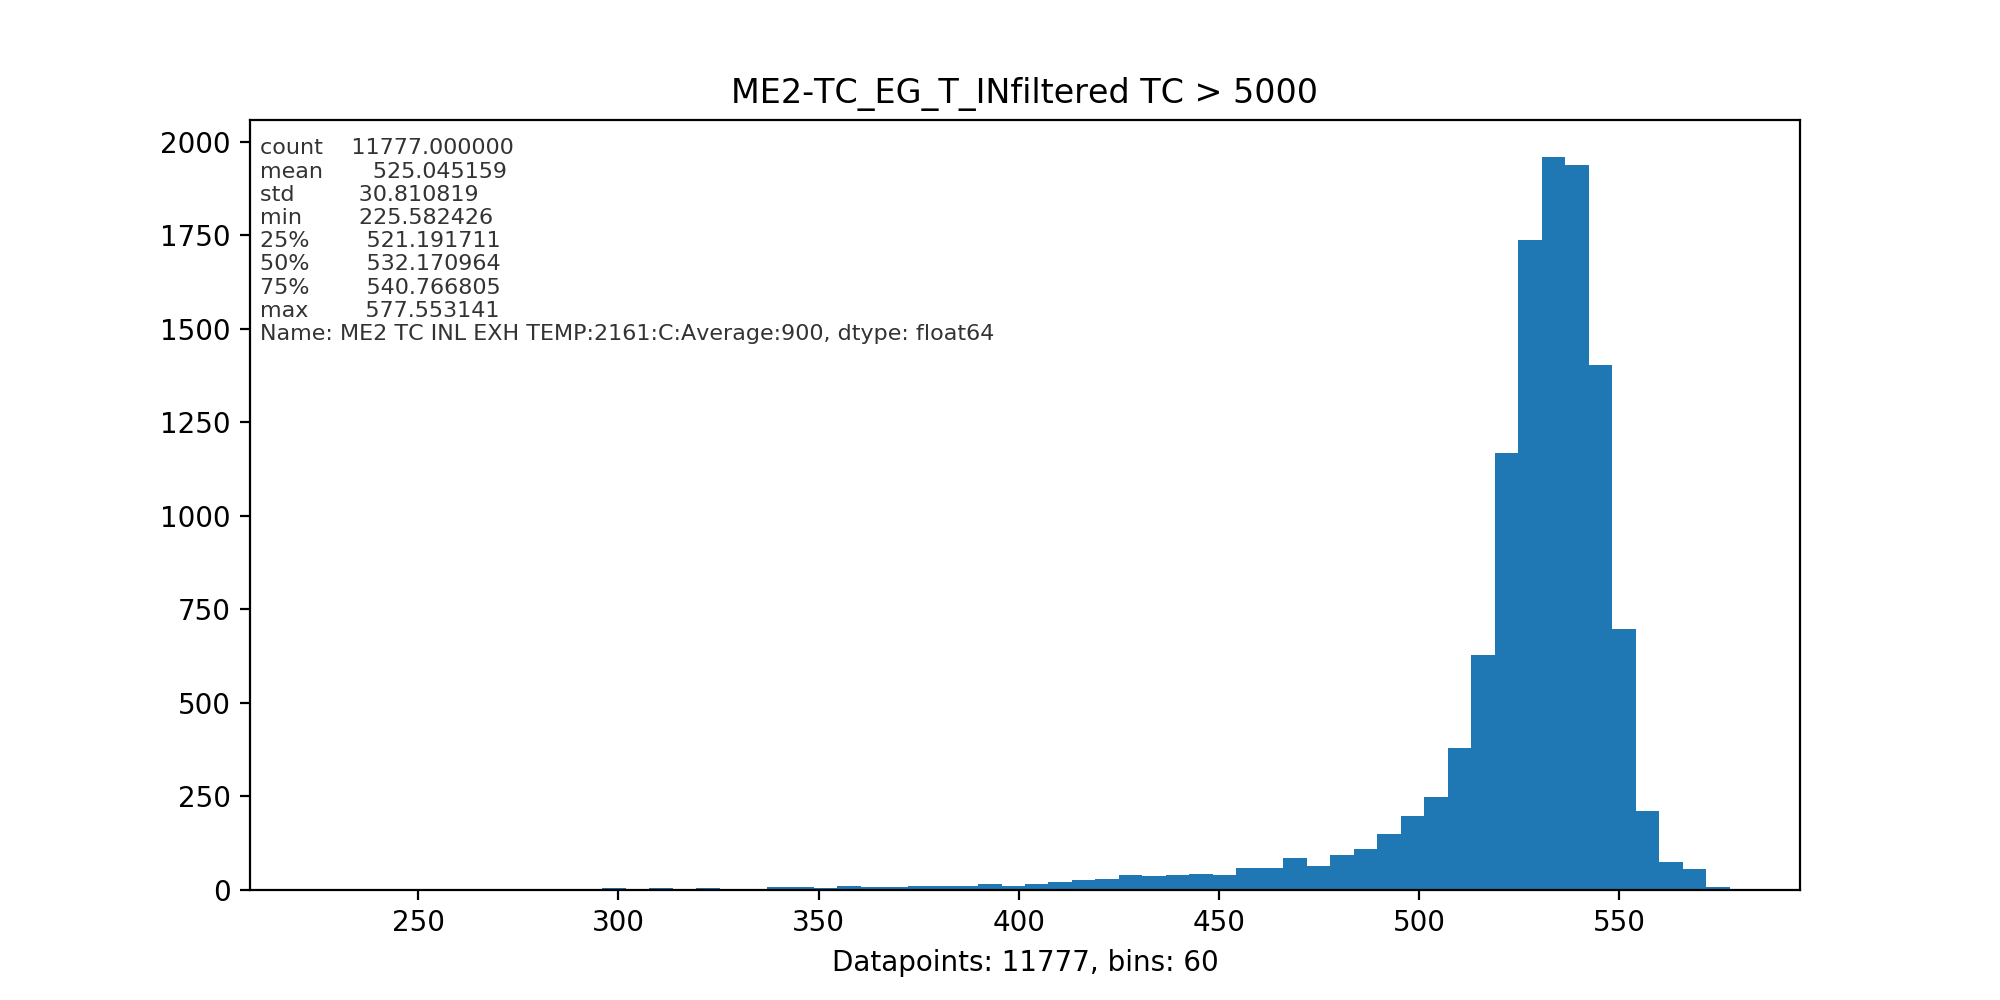 ME2-TC_EG_T_INfiltered TC > 5000
2000
1750
1500
1250
1000
750
500
250
0
count 11777.000000
mean 525.045159
std 30.810819
min 225.582426
25% 521.191711
50% 532.170964
75% 540.766805
max 577.553141
Name: ME2 TC INL EXH TEMP:2161:C:Average:900, dtype: float64
250 300 350 400 450 500 550
Datapoints: 11777, bins: 60